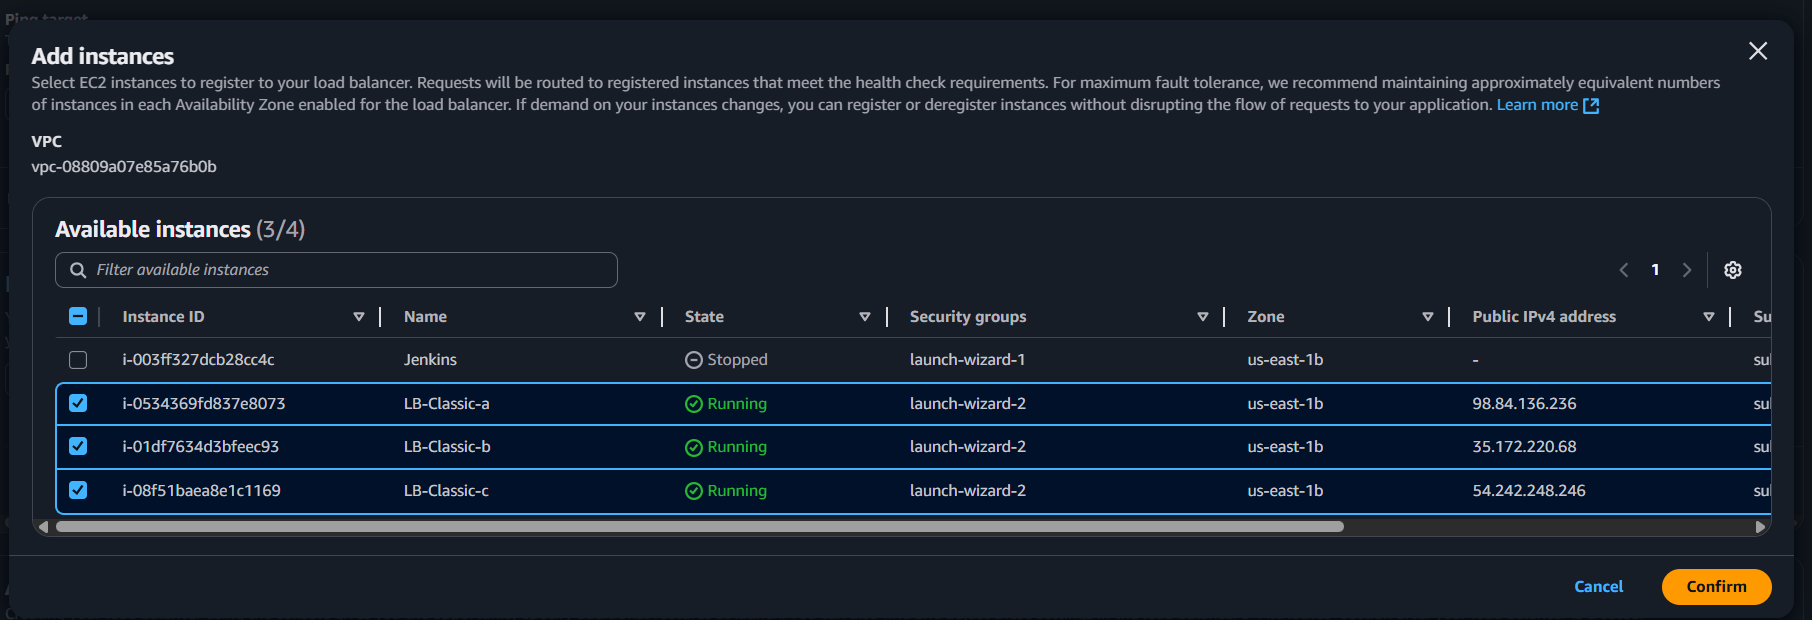 Ping target
Add instances
Select EC2 instances to register to your load balancer. Requests will be routed to registered instances that meet the health check requirements. For maximum fault tolerance, we recommend maintaining approximately equivalent numbers
of instances in each Availability Zone enabled for the load balancer. If demand on your instances changes, you can register or deregister instances without disrupting the flow of requests to your application. Learn more
VPC
vpc-08809a07e85a76b0b
Available instances (3/4)
Filter available instances
1
Instance ID Name State Security groups Zone Public IPv4 address Su
i-003ff327dcb28cc4c Jenkins Stopped launch-wizard-1 us-east-1b - sul
i-0534369fd837e8073 LB-Classic-a Running launch-wizard-2 us-east-1b 98.84.136.236 sul
i-01df7634d3bfeec93 LB-Classic-b Running launch-wizard-2 us-east-1b 35.172.220.68 sul
i-08f51baea8e1c1169 LB-Classic-c Running launch-wizard-2 us-east-1b 54.242.248.246 sul
Cancel Confirm